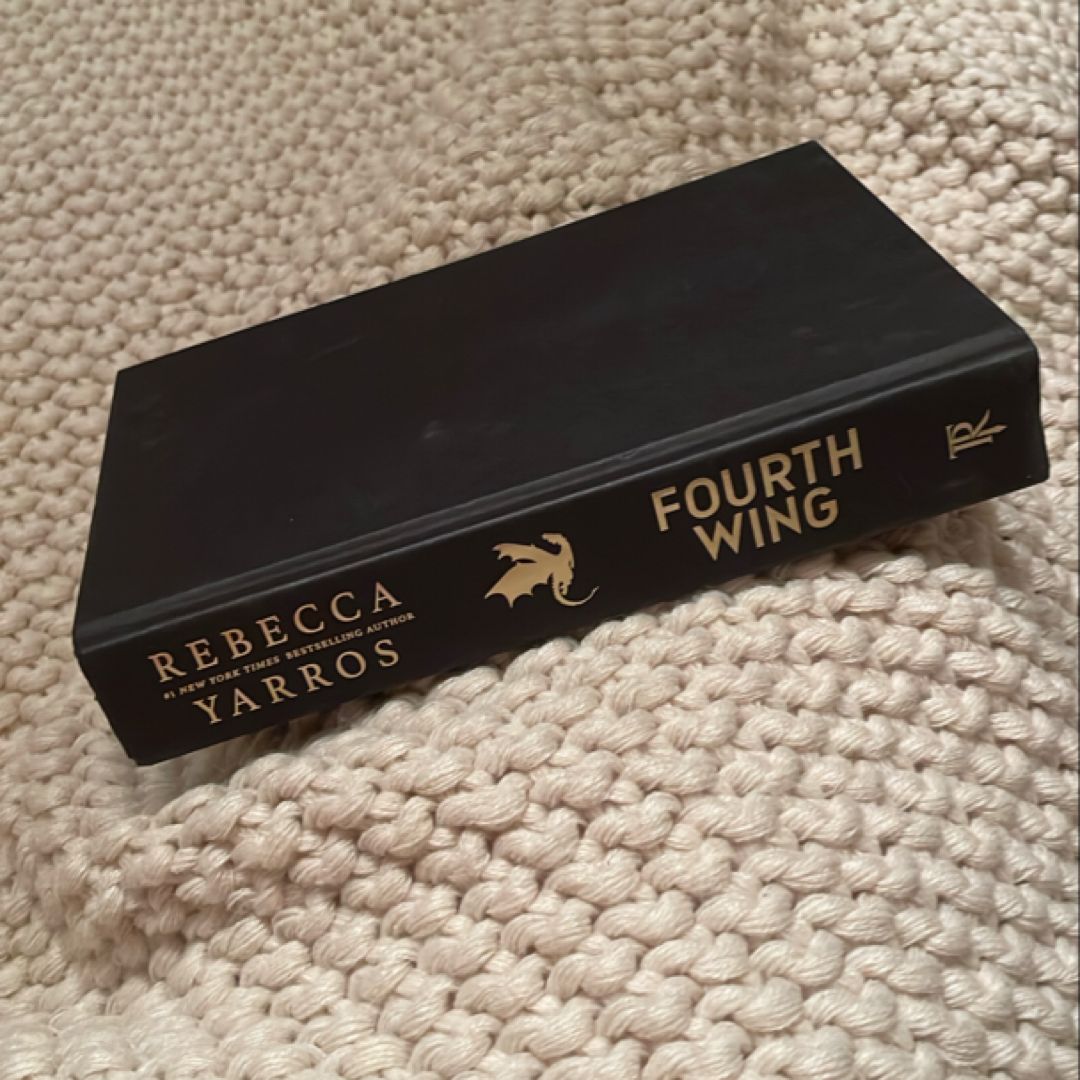 REBECCA
#1 NEW YORK TIMES BESTSELLING AUTHOR
YARROS
FOURTH
WING